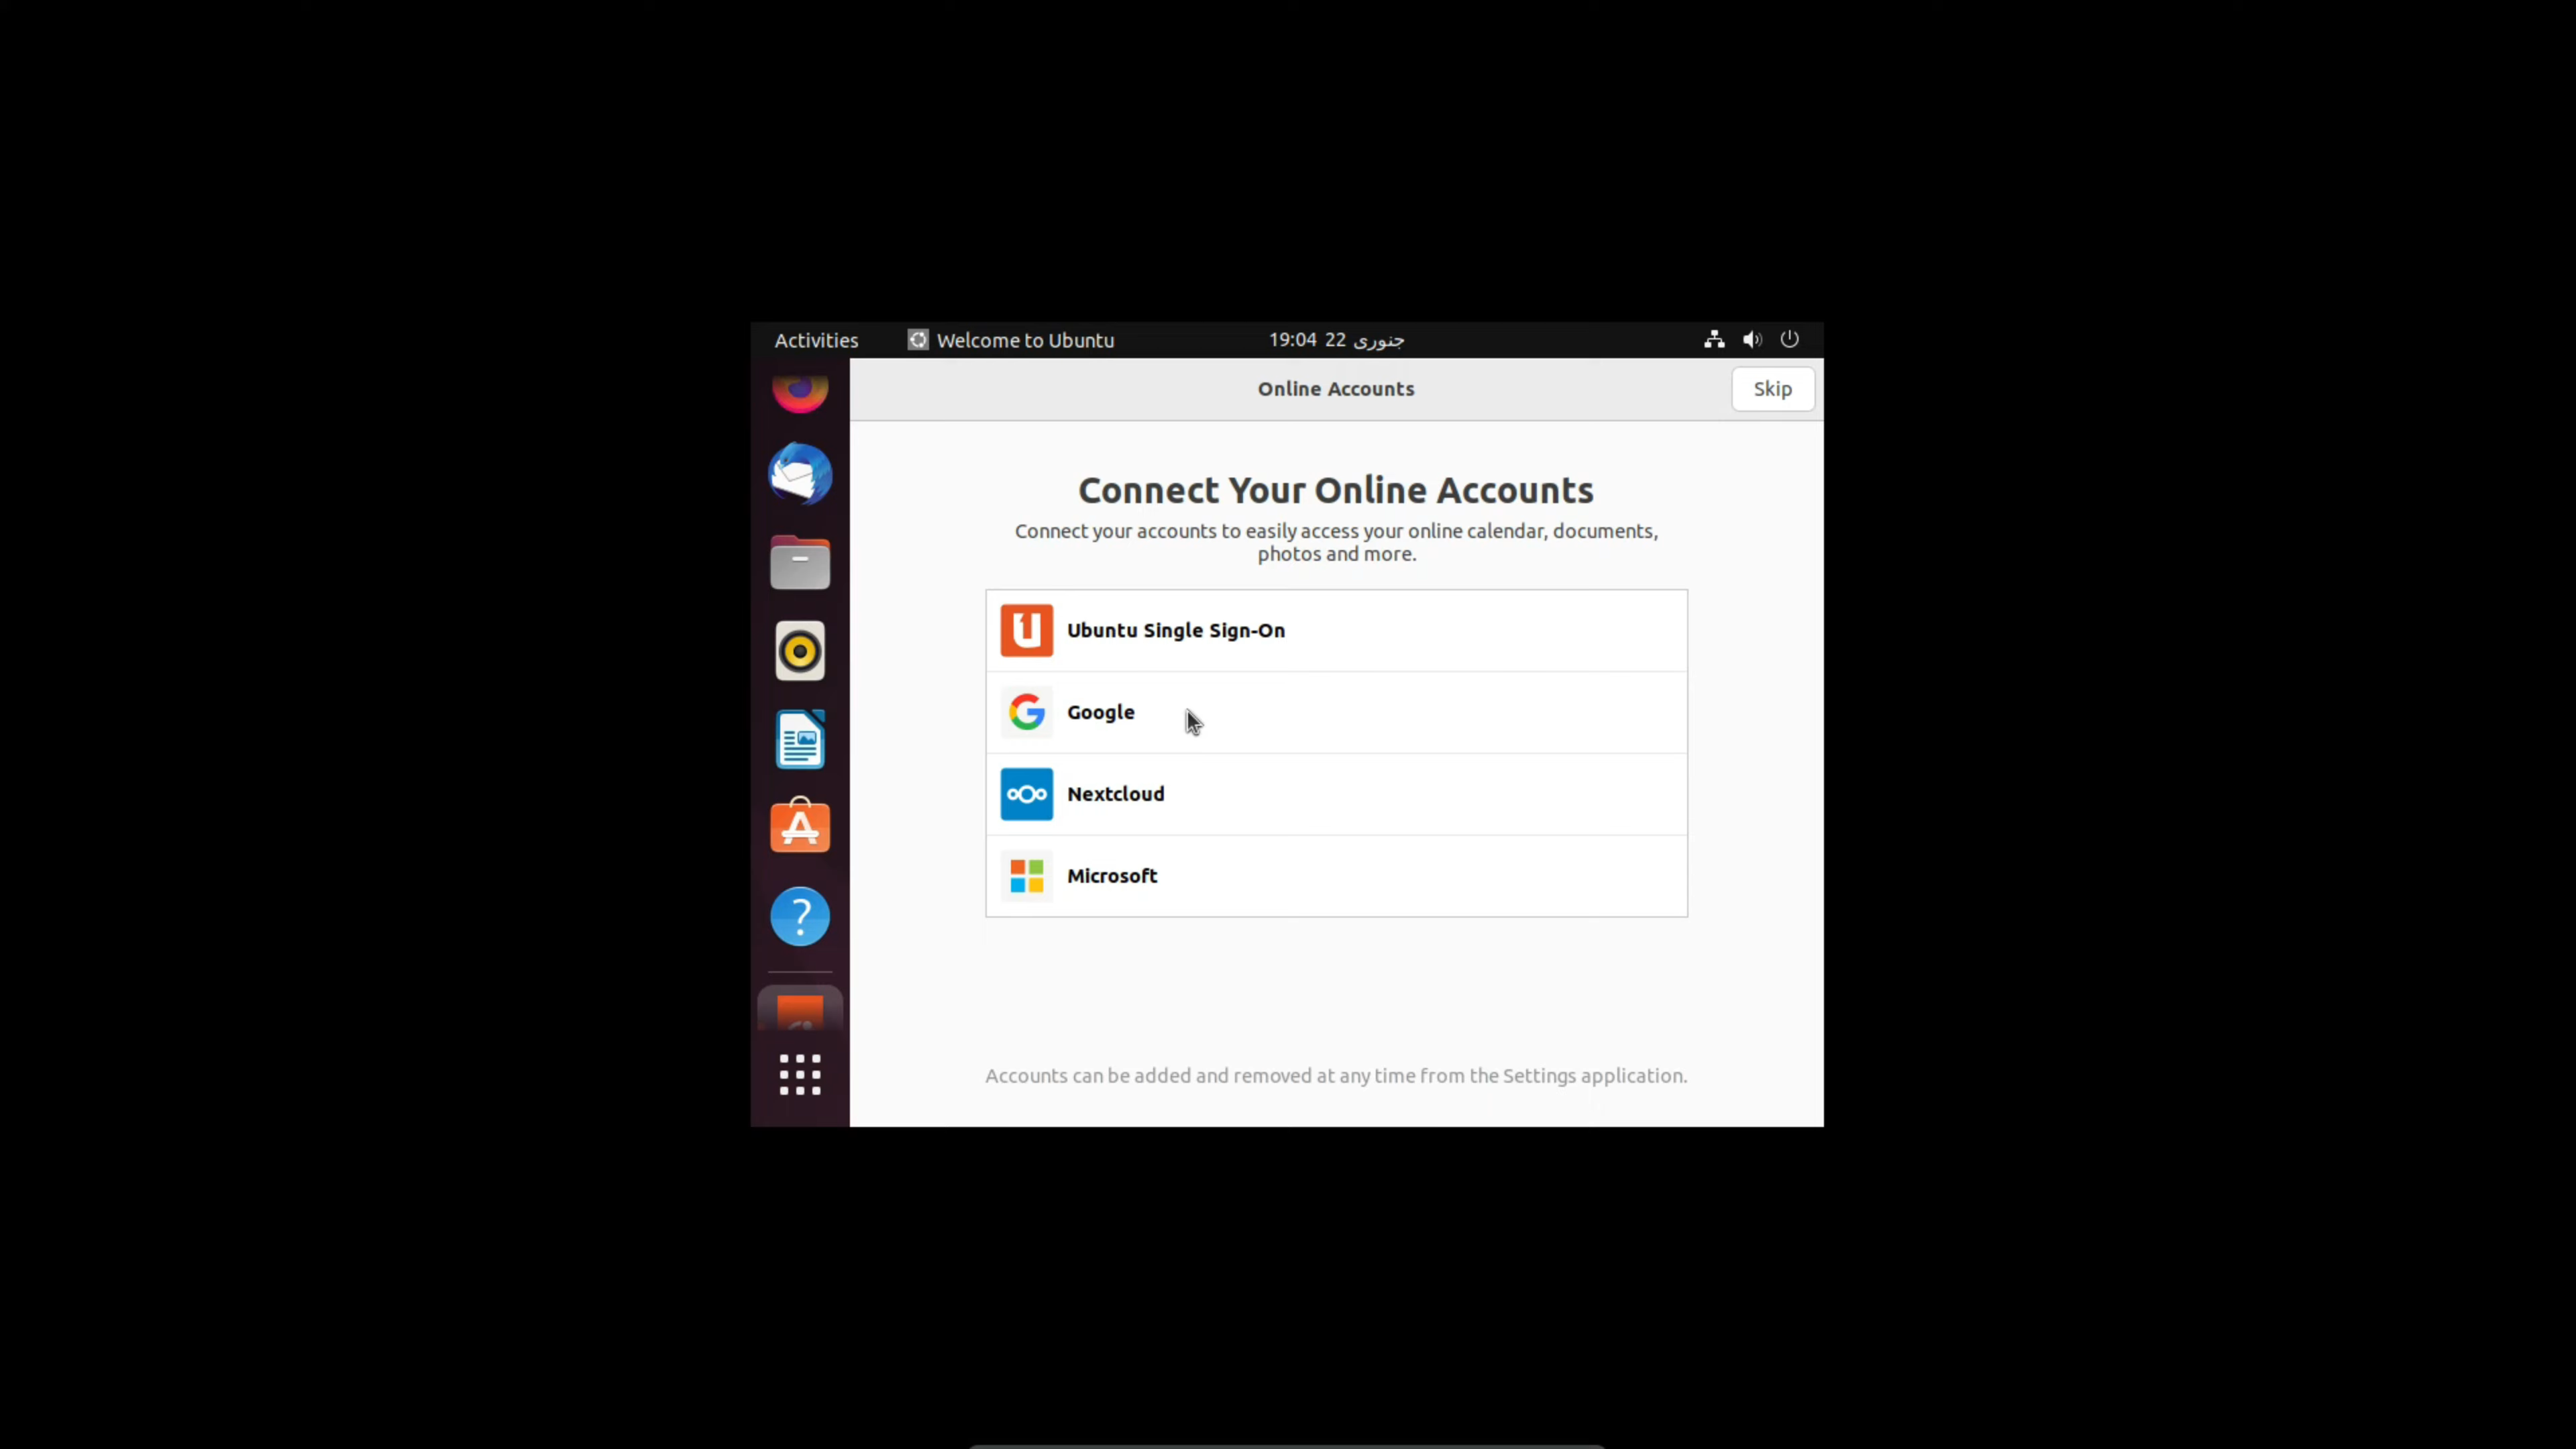 Activities
Welcome to Ubuntu
19:04 22 جنوری
Online Accounts
Skip
Connect Your Online Accounts
Connect your accounts to easily access your online calendar, documents,
photos and more.
Ubuntu Single Sign-On
Google
Nextcloud
Microsoft
Accounts can be added and removed at any time from the Settings application.